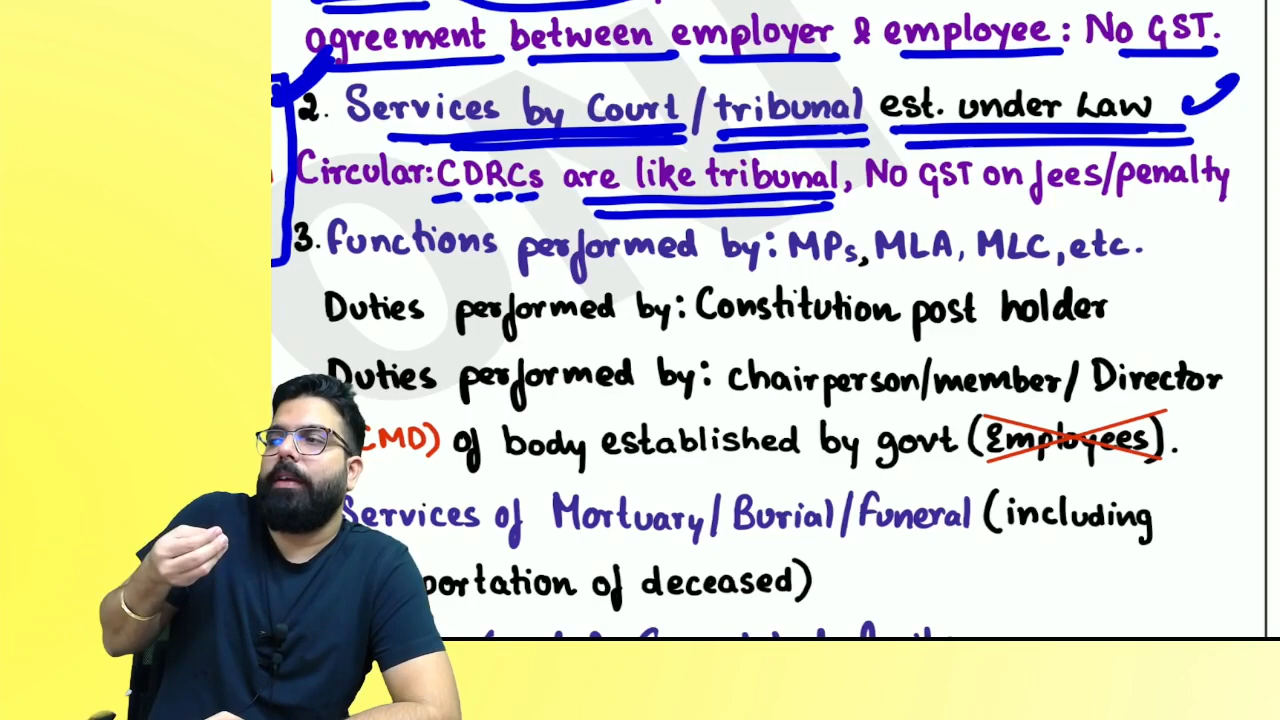 agreement between employer & employee: No GST.
2. Services by Court/tribunal est. under Law
Circular: CDRCs are like tribunal, No GST on fees/penalty
3. Functions performed by: MPs, MLA, MLC, etc.
Duties performed by: Constitution post holder
Duties performed by: chairperson/member/Director
CMD) of body established by govt (Employees).
Services of Mortuary/Burial/Funeral (including
portation of deceased)